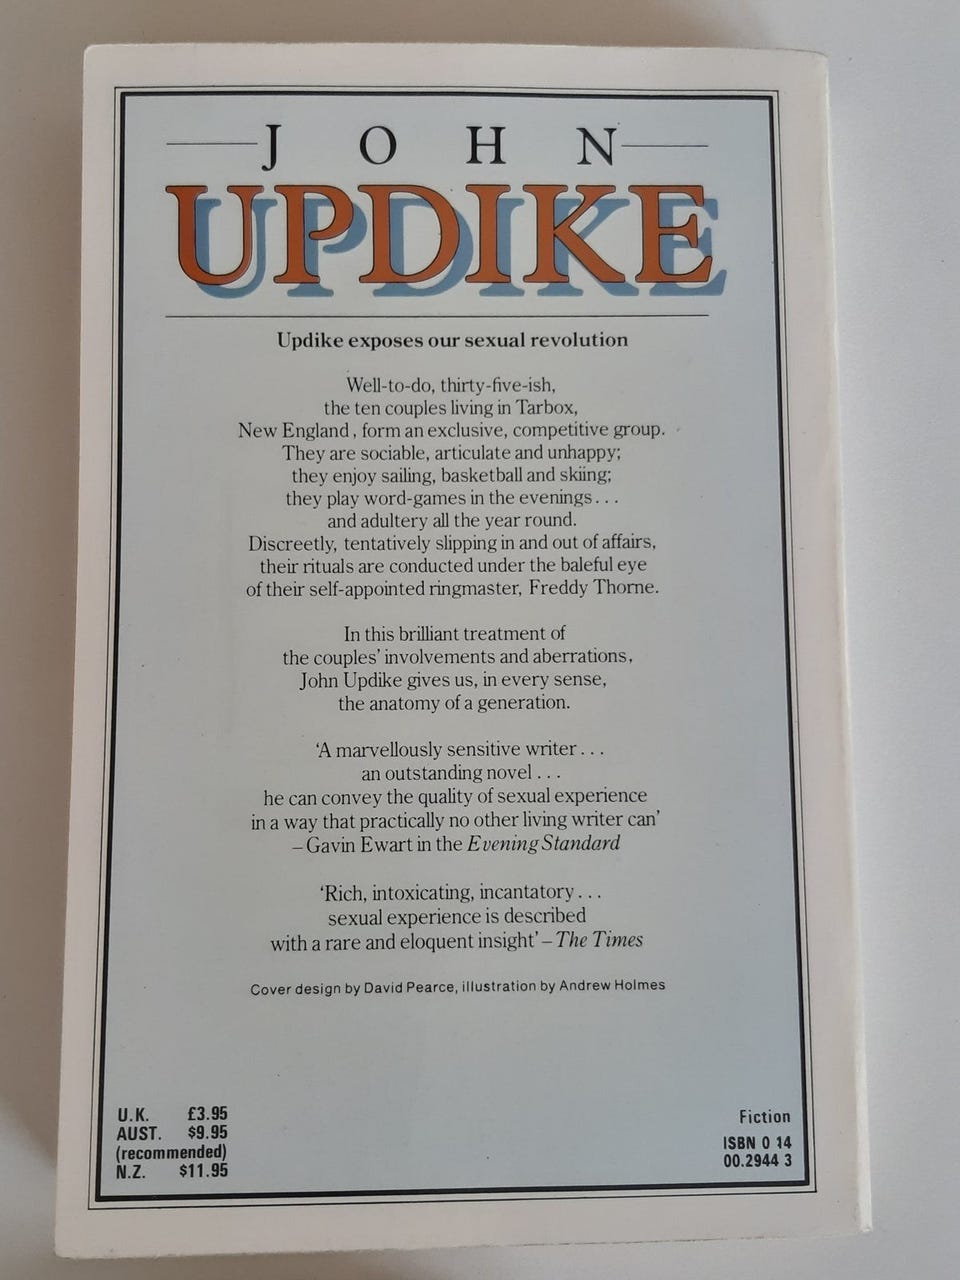 JOHN
UPDIKE
Updike exposes our sexual revolution
Well-to-do, thirty-five-ish,
the ten couples living in Tarbox,
New England, form an exclusive, competitive group.
They are sociable, articulate and unhappy;
they enjoy sailing, basketball and skiing;
they play word-games in the evenings...
and adultery all the year round.
Discreetly, tentatively slipping in and out of affairs,
their rituals are conducted under the baleful eye
of their self-appointed ringmaster, Freddy Thorne.
In this brilliant treatment of
the couples' involvements and aberrations,
John Updike gives us, in every sense,
the anatomy of a generation.
'A marvellously sensitive writer...
an outstanding novel...
he can convey the quality of sexual experience
in a way that practically no other living writer can'
– Gavin Ewart in the Evening Standard
'Rich, intoxicating, incantatory...
sexual experience is described
with a rare and eloquent insight' – The Times
Cover design by David Pearce, illustration by Andrew Holmes
U.K. £3.95
AUST. $9.95
(recommended)
N.Z. $11.95
Fiction
ISBN 0 14
00.2944 3